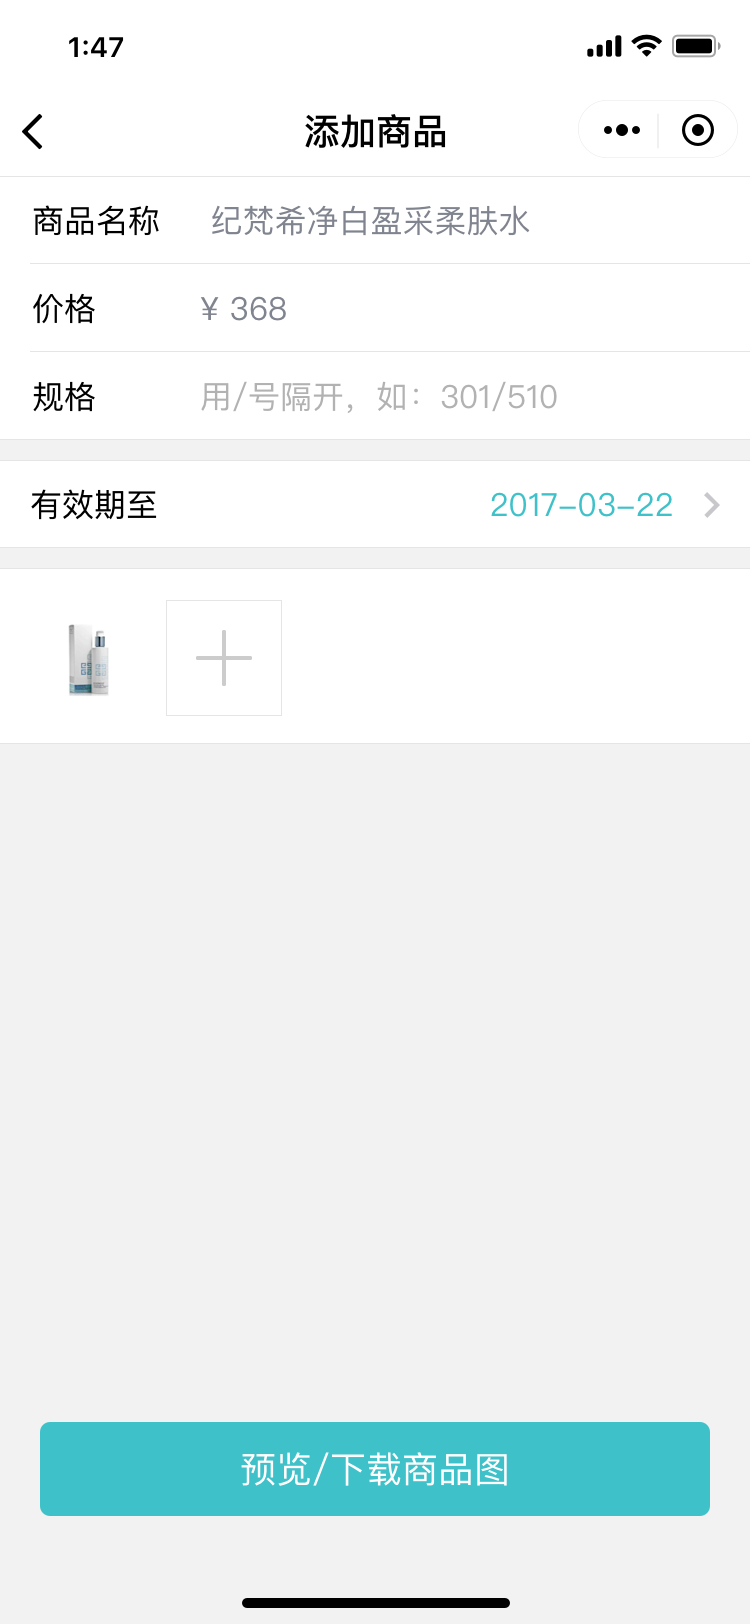 1:47
添加商品
商品名称 纪梵希净白盈采柔肤水
价格 ¥ 368
规格 用/号隔开，如：301/510
有效期至 2017-03-22
预览/下载商品图